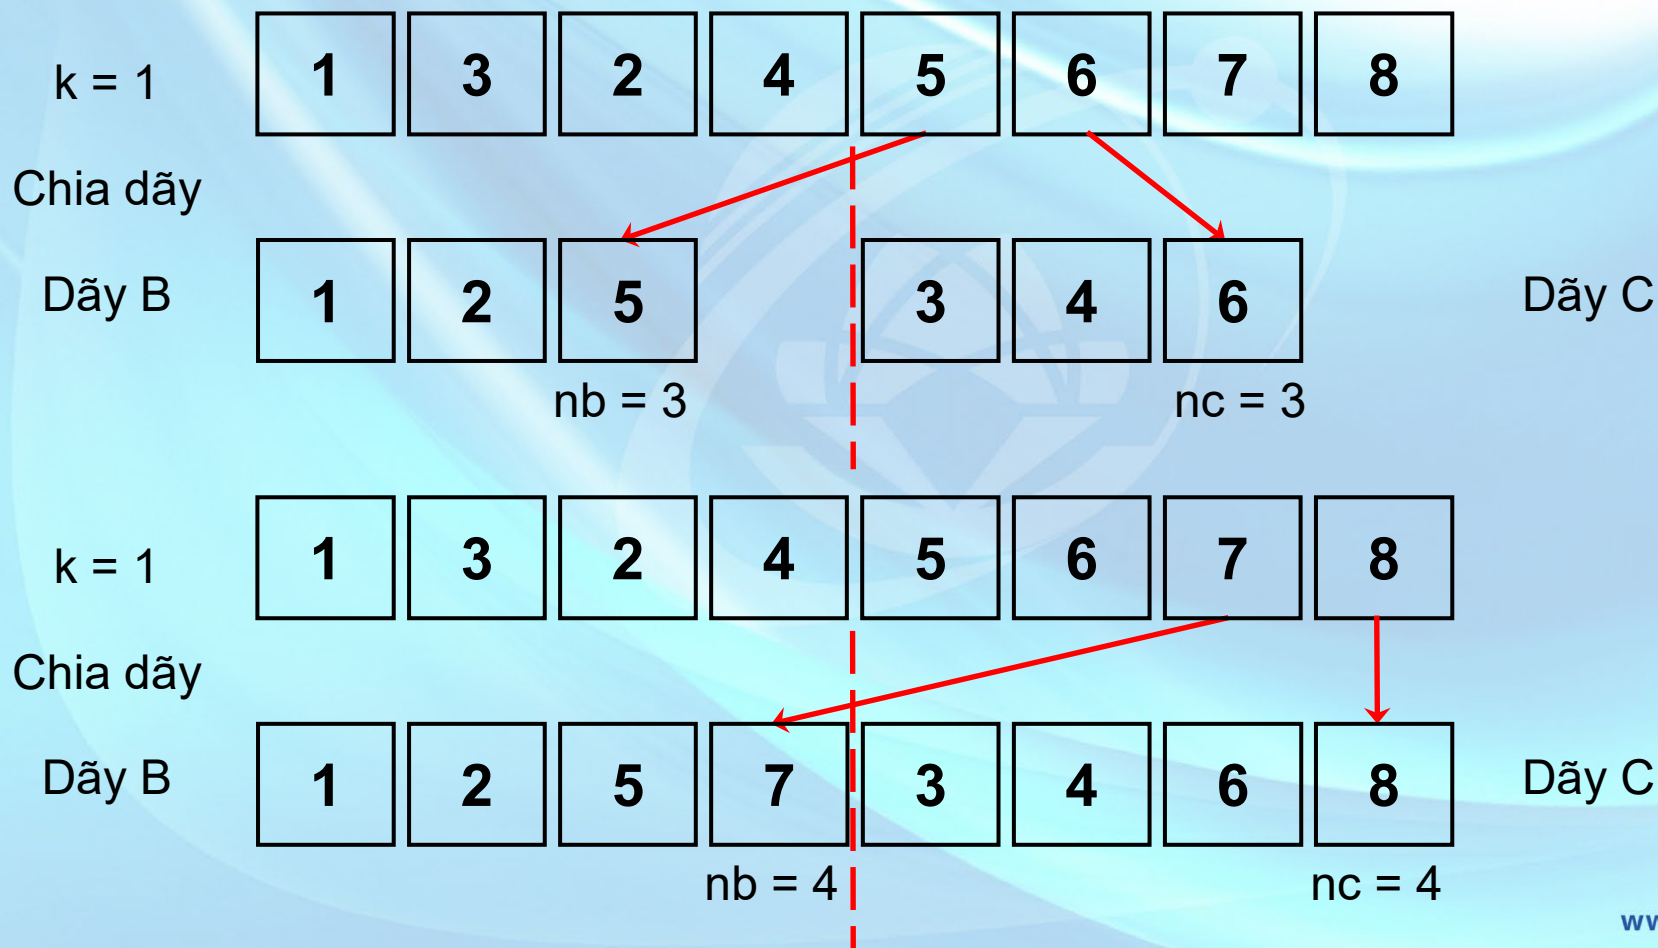 k = 1 1 3 2 4 5 6 7 8
Chia dãy
Dãy B 1 2 5 3 4 6 Dãy C
nb = 3 nc = 3
k = 1 1 3 2 4 5 6 7 8
Chia dãy
Dãy B 1 2 5 7 3 4 6 8 Dãy C
nb = 4 nc = 4